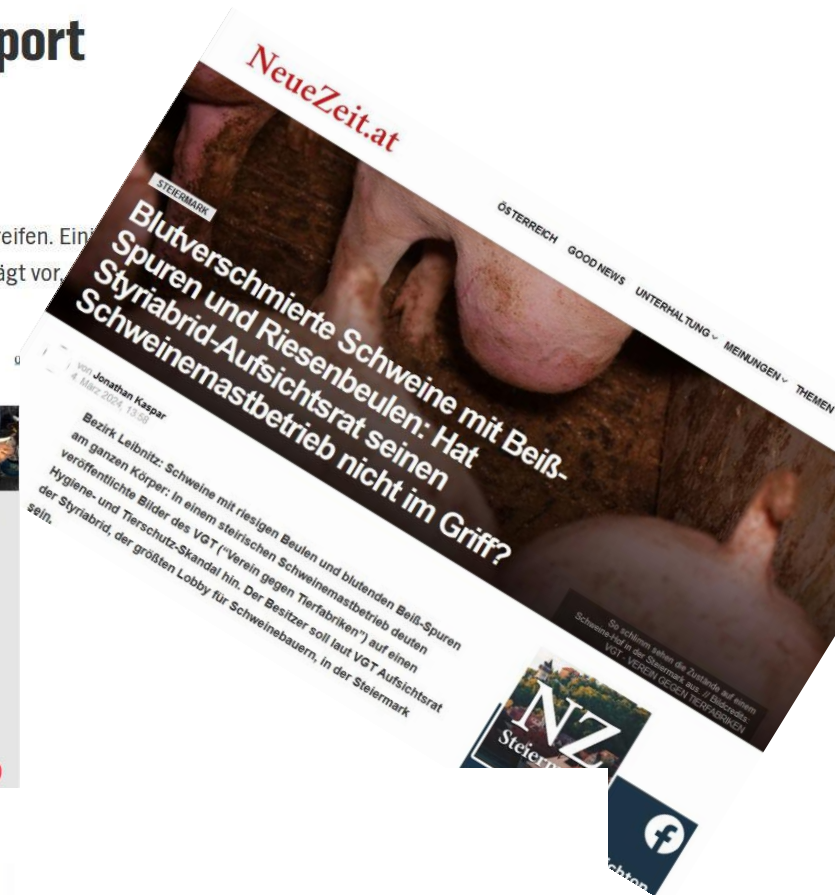 port
reifen. Eini
ägt vor,
NeueZeit.at
ÖSTERREICH GOOD NEWS UNTERHALTUNG MEINUNGEN THEMEN
STEIERMARK
Blutverschmierte Schweine mit Beiß-
Spuren und Riesenbeulen: Hat
Styriabrid-Aufsichtsrat seinen
Schweinemastbetrieb nicht im Griff?
von Jonathan Kaspar
4. März 2024, 13:58
Bezirk Leibnitz: Schweine mit riesigen Beulen und blutenden Beiß-Spuren
am ganzen Körper: In einem steirischen Schweinemastbetrieb deuten
veröffentlichte Bilder des VGT ("Verein gegen Tierfabriken") auf einen
Hygiene- und Tierschutz-Skandal hin. Der Besitzer soll laut VGT Aufsichtsrat
der Styriabrid, der größten Lobby für Schweinebauern, in der Steiermark
sein.
So schlimm sehen die Zustände auf einem
Schweine-Hof in der Steiermark aus. // Bildcredits:
VGT - VEREIN GEGEN TIERFABRIKEN
NZ
Steierm